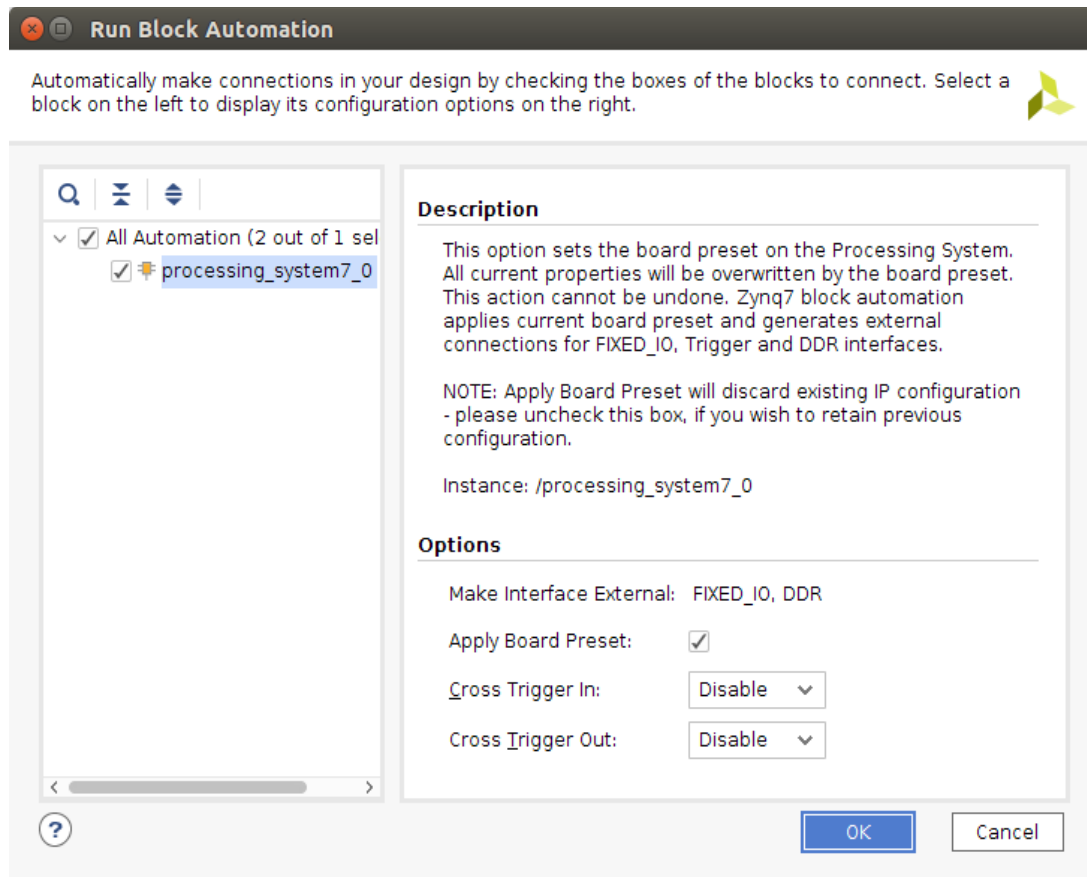 Run Block Automation
Automatically make connections in your design by checking the boxes of the blocks to connect. Select a
block on the left to display its configuration options on the right.
All Automation (2 out of 1 sel
processing_system7_0
Description
This option sets the board preset on the Processing System.
All current properties will be overwritten by the board preset.
This action cannot be undone. Zynq7 block automation
applies current board preset and generates external
connections for FIXED_IO, Trigger and DDR interfaces.
NOTE: Apply Board Preset will discard existing IP configuration
- please uncheck this box, if you wish to retain previous
configuration.
Instance: /processing_system7_0
Options
Make Interface External: FIXED_IO, DDR
Apply Board Preset:
Cross Trigger In: Disable
Cross Trigger Out: Disable
?
OK Cancel